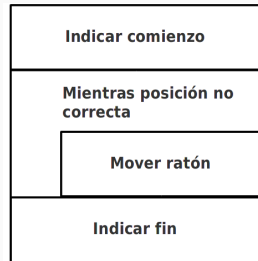 Indicar comienzo
Mientras posición no
correcta
Mover ratón
Indicar fin